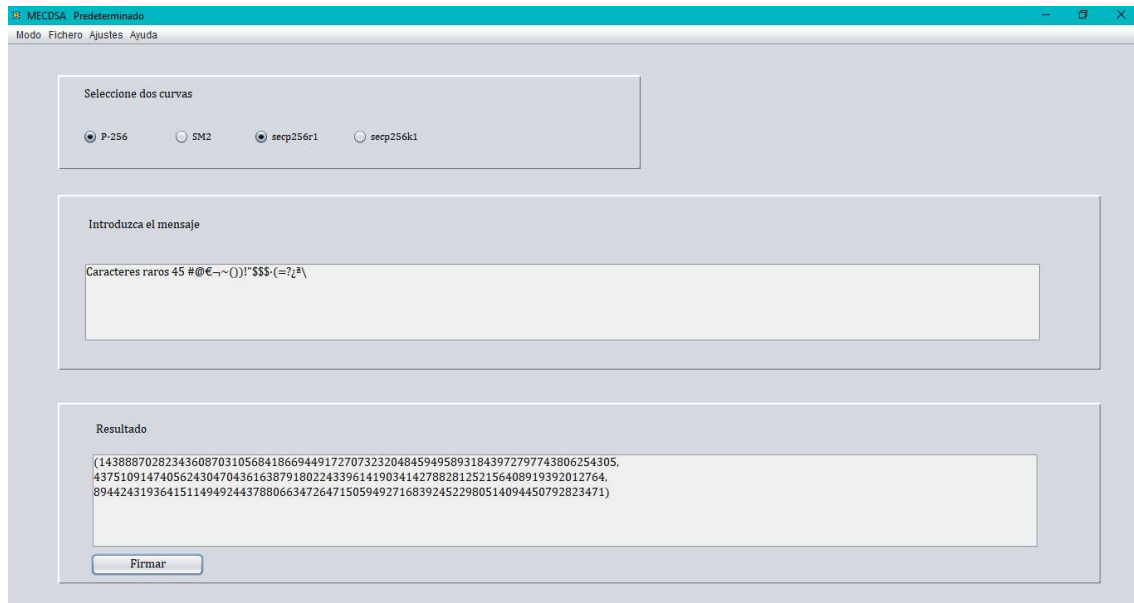 MECDSA Predeterminado
Modo Fichero Ajustes Ayuda
Seleccione dos curvas
P-256 SM2 secp256r1 secp256k1
Introduzca el mensaje
Caracteres raros 45 #@€¬~())!"$$$·(=?¿ª\
Resultado
(14388870282343608703105684186694491727073232048459495893184397279774380625430​5,
43751091474056243047043616387918022433961419034142788281252156408919392012764,
89442431936415114949244378806634726471505949271683924522980514094450792823471)
Firmar